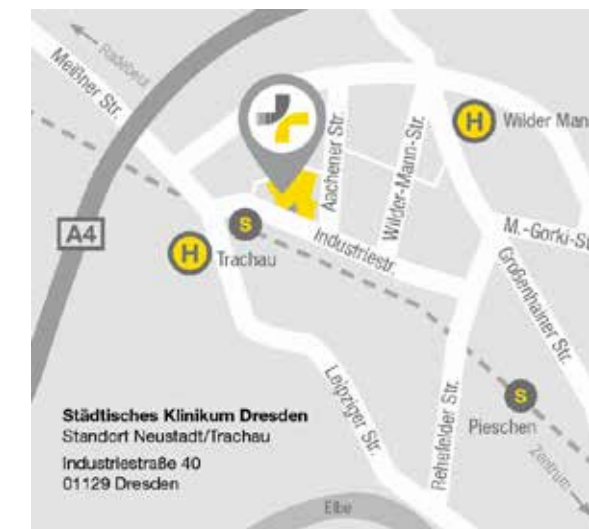 Radebeul
Meißner Str.
H
Wilder Man
Aachener Str.
Wilder-Mann-Str.
A4
S
H
Trachau
Industriestr.
M.-Gorki-St
Großenhainer Str.
Leipziger Str.
Rehefelder Str.
S
Pieschen
Zentrum
Städtisches Klinikum Dresden
Standort Neustadt/Trachau
Industriestraße 40
01129 Dresden
Elbe